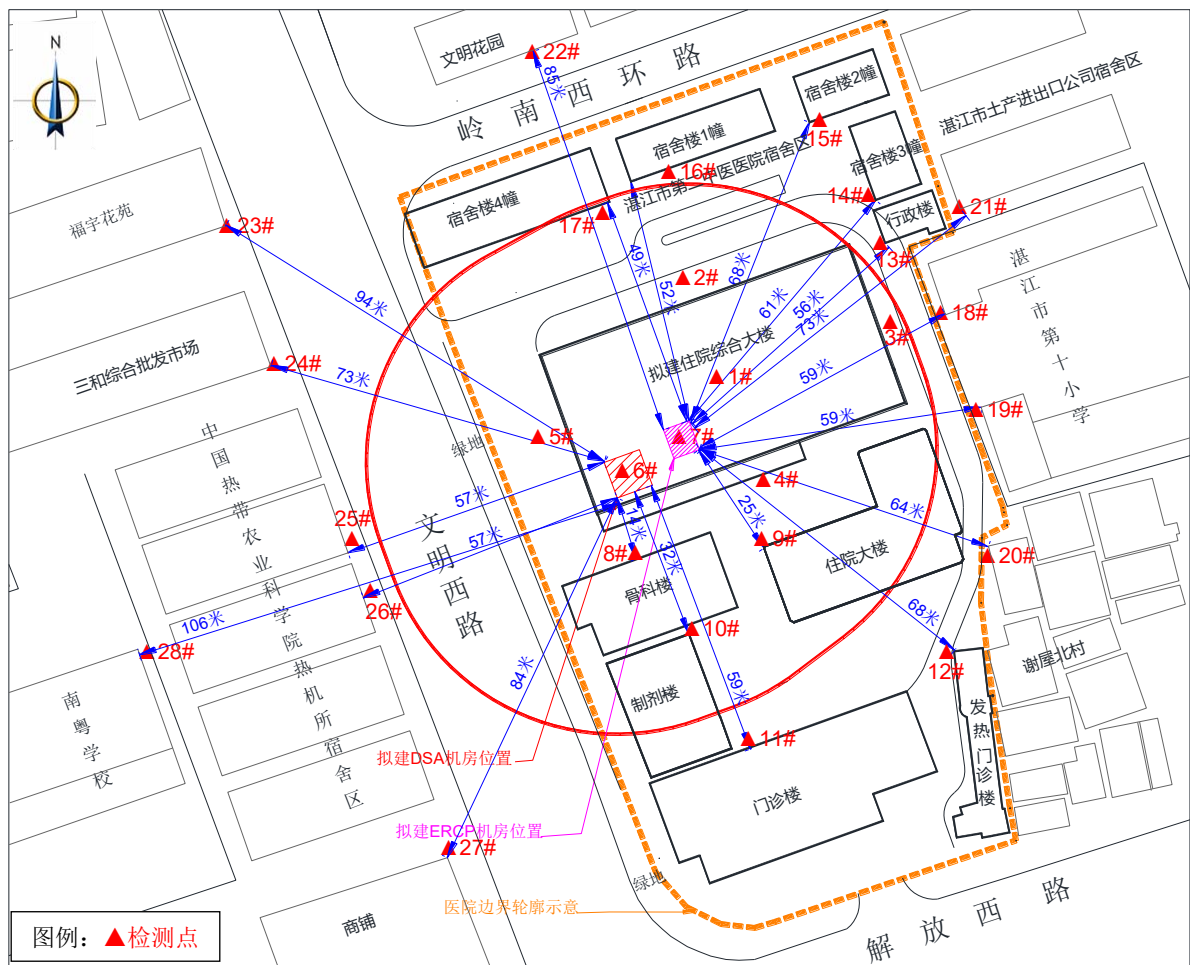 N
文明花园
22#
85米
岭南西环路
宿舍楼2幢
15#
湛江市土产进出口公司宿舍区
宿舍楼1幢
16#
湛江市第一中医医院宿舍区
宿舍楼3幢
14#
宿舍楼4幢
17#
行政楼
21#
13#
福宇花苑
23#
49米
52米
68米
2#
61米
56米
73米
湛江市第十小学
94米
3#
18#
拟建住院综合大楼
三和综合批发市场
24#
73米
1#
59米
59米
19#
中国热带农业科学院热机所宿舍区
绿地
5#
7#
6#
4#
57米
57米
25#
文明西路
14米
25米
64米
8#
9#
32米
住院大楼
20#
骨科楼
26#
106米
28#
10#
68米
12#
谢屋北村
84米
59米
制剂楼
南粤学校
发热门诊楼
11#
拟建DSA机房位置
门诊楼
拟建ERCP机房位置
27#
绿地
医院边界轮廓示意
商铺
解放西路
图例：▲检测点